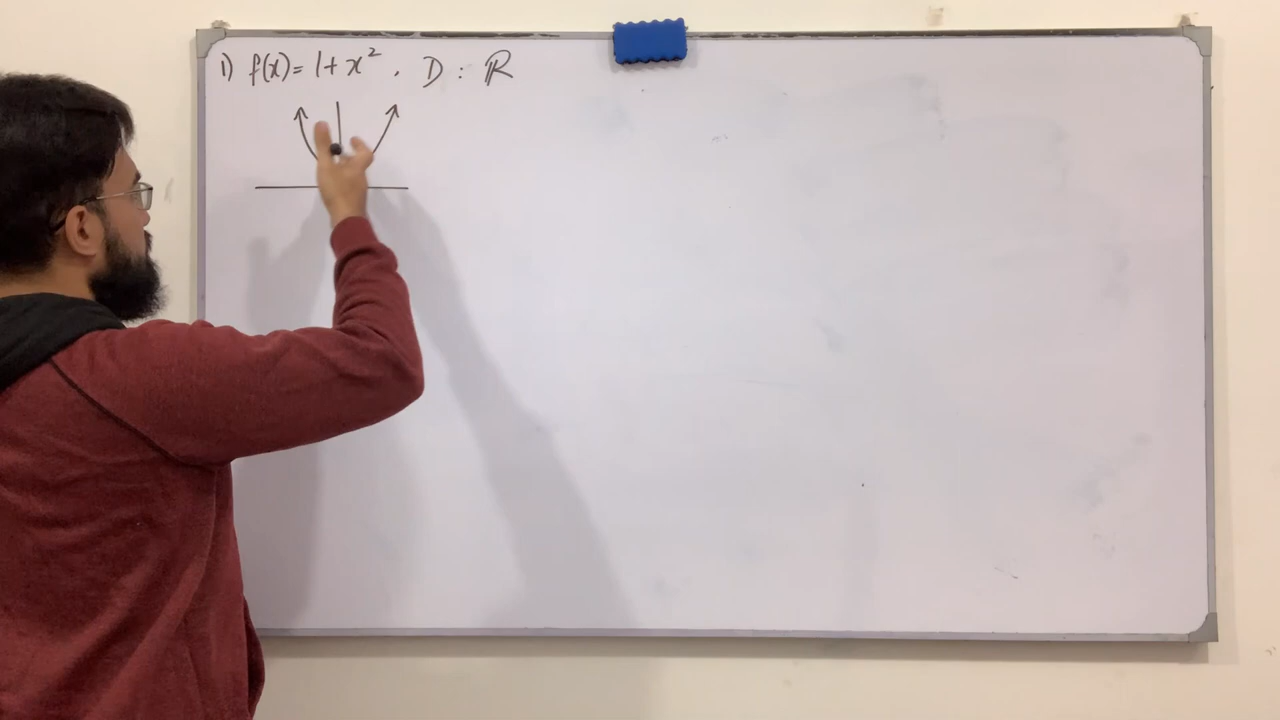 1) f(x) = 1 + x² . D : ℝ